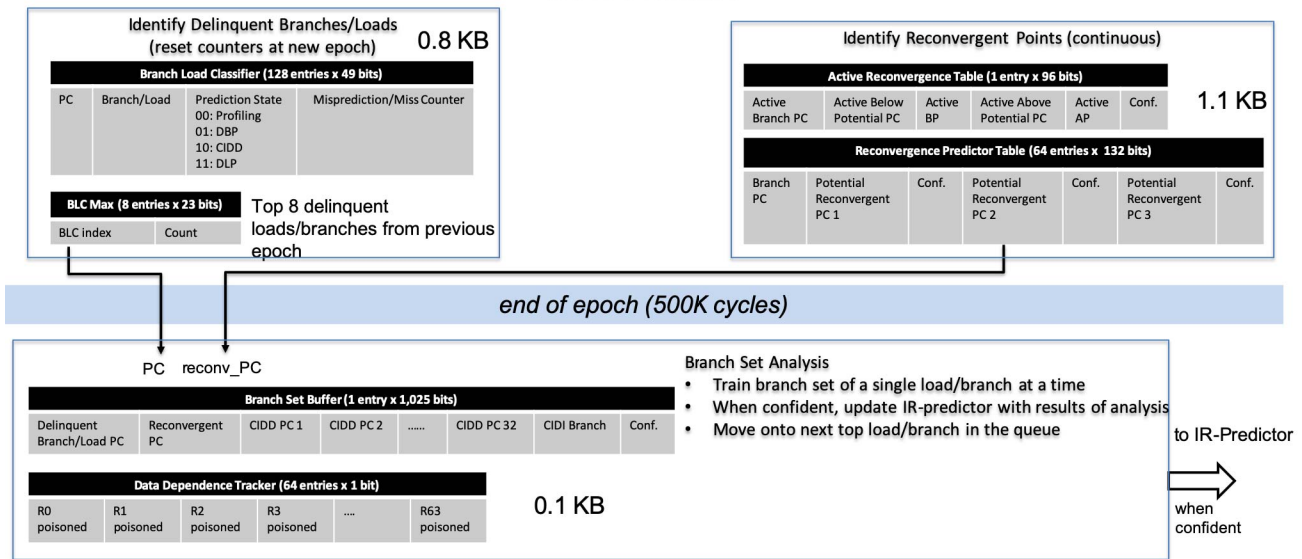 Identify Delinquent Branches/Loads
(reset counters at new epoch)
0.8 KB
Branch Load Classifier (128 entries x 49 bits)
PC
Branch/Load
Prediction State
00: Profiling
01: DBP
10: CIDD
11: DLP
Misprediction/Miss Counter
BLC Max (8 entries x 23 bits)
BLC index
Count
Top 8 delinquent
loads/branches from previous
epoch
Identify Reconvergent Points (continuous)
Active Reconvergence Table (1 entry x 96 bits)
Active
Branch PC
Active Below
Potential PC
Active
BP
Active Above
Potential PC
Active
AP
Conf.
1.1 KB
Reconvergence Predictor Table (64 entries x 132 bits)
Branch
PC
Potential
Reconvergent
PC 1
Conf.
Potential
Reconvergent
PC 2
Conf.
Potential
Reconvergent
PC 3
Conf.
end of epoch (500K cycles)
PC
reconv_PC
Branch Set Buffer (1 entry x 1,025 bits)
Delinquent
Branch/Load PC
Reconvergent
PC
CIDD PC 1
CIDD PC 2
......
CIDD PC 32
CIDI Branch
Conf.
Data Dependence Tracker (64 entries x 1 bit)
R0
poisoned
R1
poisoned
R2
poisoned
R3
poisoned
....
R63
poisoned
0.1 KB
Branch Set Analysis
• Train branch set of a single load/branch at a time
• When confident, update IR-predictor with results of analysis
• Move onto next top load/branch in the queue
to IR-Predictor
when
confident